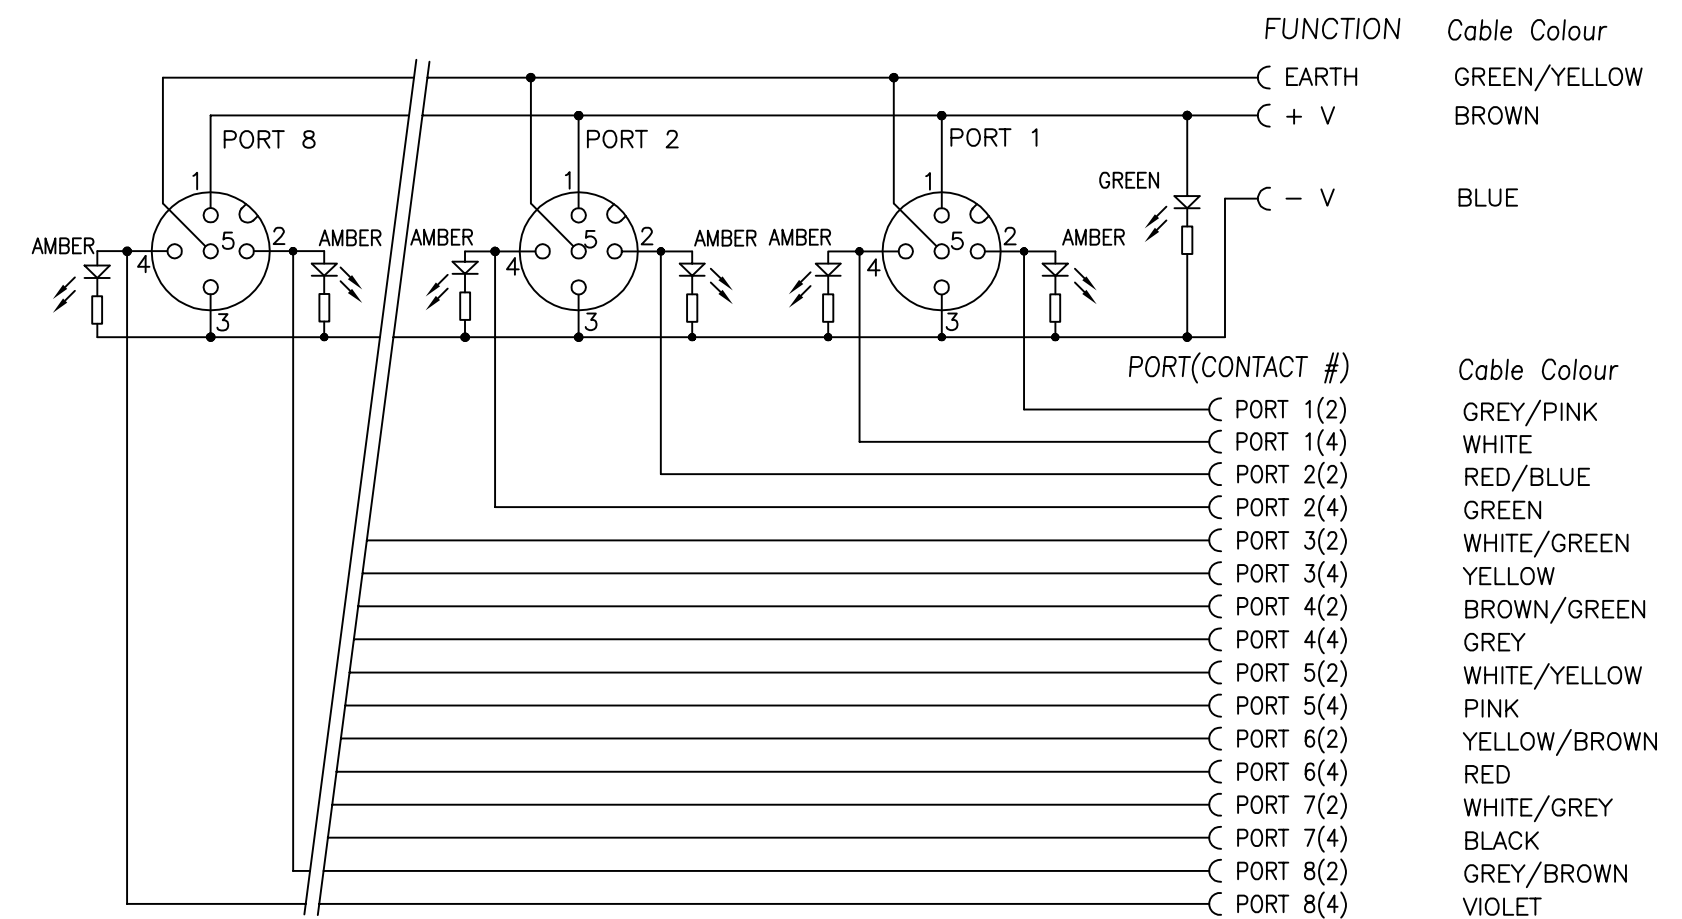 FUNCTION Cable Colour
EARTH GREEN/YELLOW
+ V BROWN
PORT 8 PORT 2 PORT 1
1 1 1 GREEN
- V BLUE
AMBER 4 5 2 AMBER AMBER 4 5 2 AMBER AMBER 4 5 2 AMBER
3 3 3
PORT(CONTACT #) Cable Colour
PORT 1(2) GREY/PINK
PORT 1(4) WHITE
PORT 2(2) RED/BLUE
PORT 2(4) GREEN
PORT 3(2) WHITE/GREEN
PORT 3(4) YELLOW
PORT 4(2) BROWN/GREEN
PORT 4(4) GREY
PORT 5(2) WHITE/YELLOW
PORT 5(4) PINK
PORT 6(2) YELLOW/BROWN
PORT 6(4) RED
PORT 7(2) WHITE/GREY
PORT 7(4) BLACK
PORT 8(2) GREY/BROWN
PORT 8(4) VIOLET